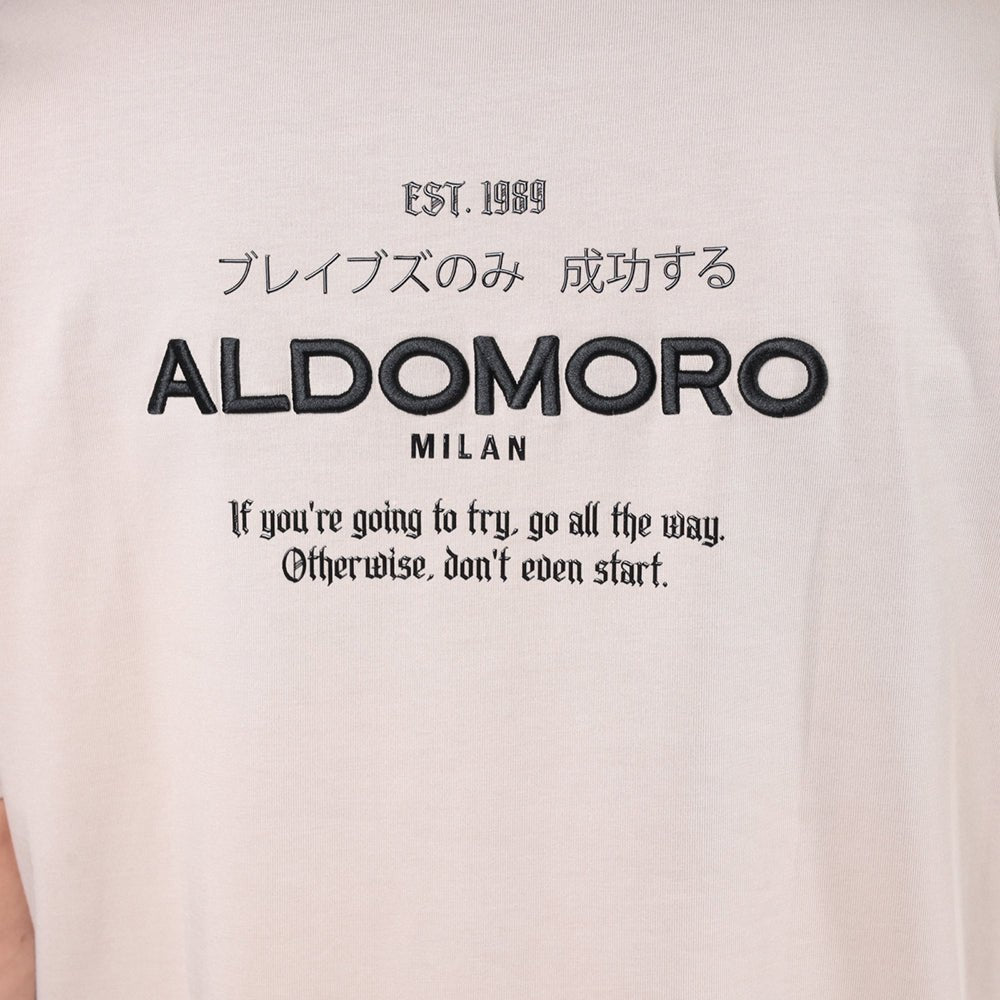 EST. 1989
ブレイブズのみ 成功する
ALDOMORO
MILAN
If you're going to try, go all the way.
Otherwise, don't even start.